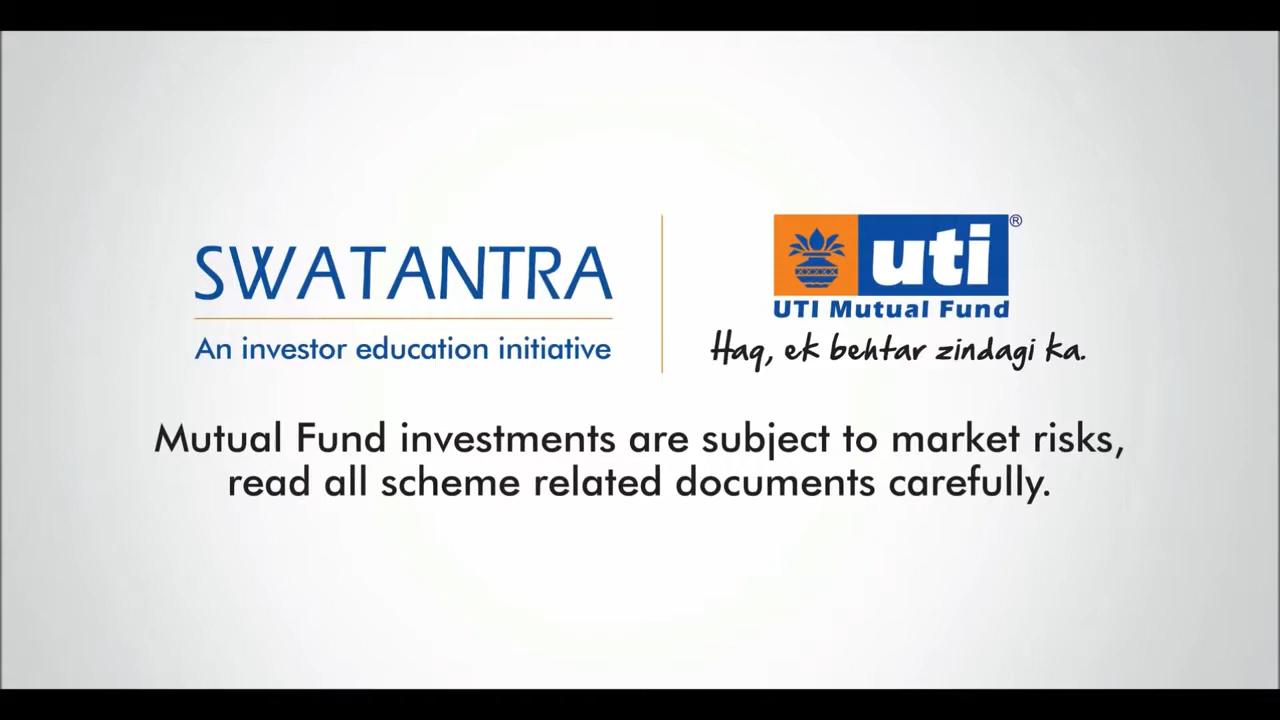 SWATANTRA
An investor education initiative
uti®
UTI Mutual Fund
Haq, ek behtar zindagi ka.
Mutual Fund investments are subject to market risks,
read all scheme related documents carefully.